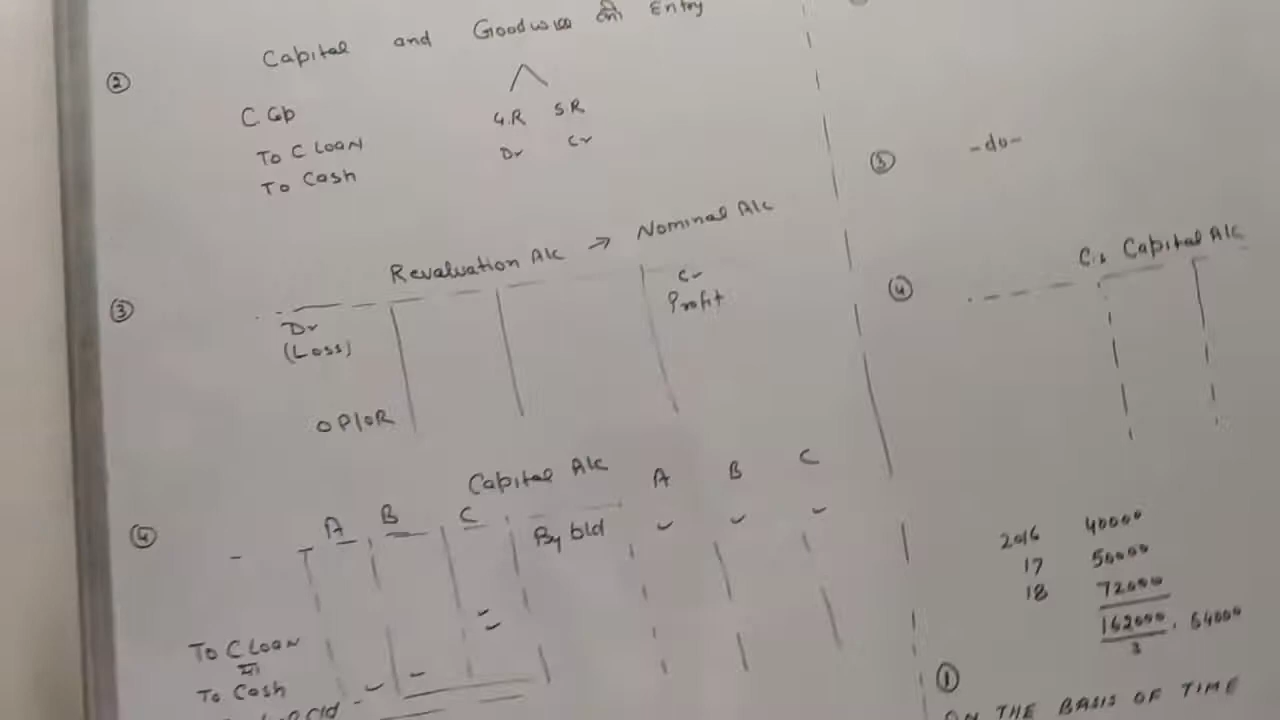 Capital and Goodwill की Entry
②
C Cap
G.R S.R
To C Loan
Dr Cr
To Cash
Revaluation A/c → Nominal A/c
③
Dr
(Loss)
Cr
Profit
O P/O R
Capital A/c
④
A B C By bld A B C
To C Loan
या
To Cash
③ -do-
④ C's Capital A/c
2016 40000
17 50000
18 72000
162000 . 54000
3
①
ON THE BASIS OF TIME